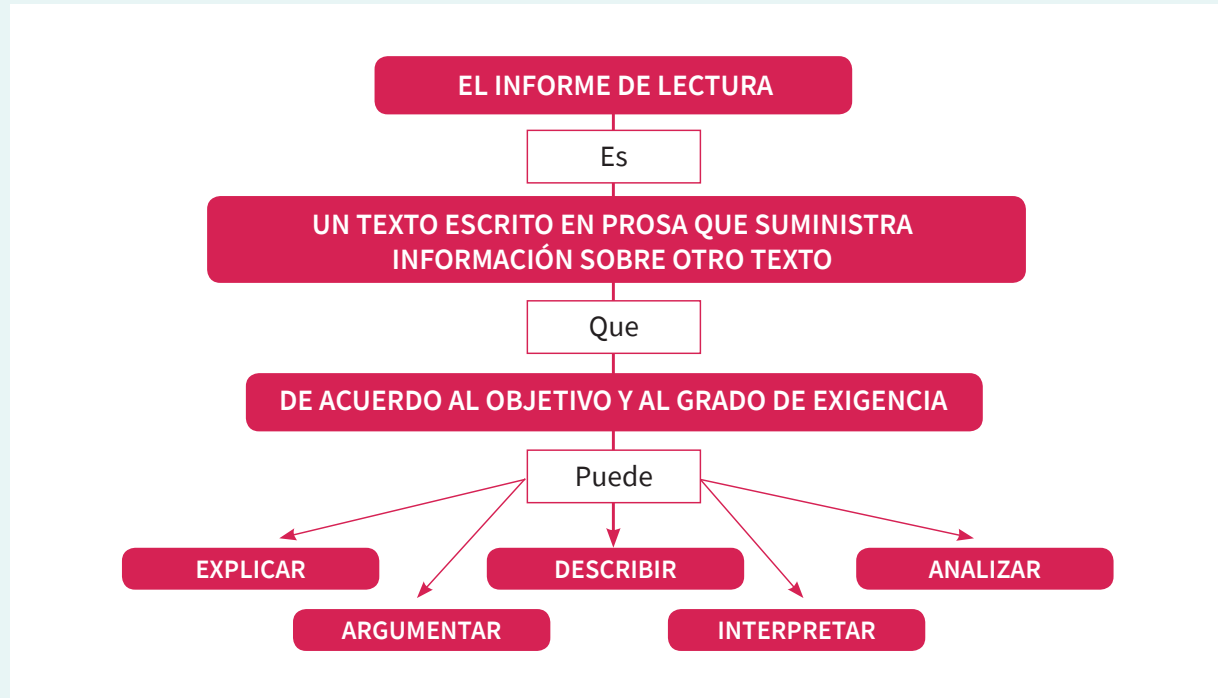 EL INFORME DE LECTURA
Es
UN TEXTO ESCRITO EN PROSA QUE SUMINISTRA
INFORMACIÓN SOBRE OTRO TEXTO
Que
DE ACUERDO AL OBJETIVO Y AL GRADO DE EXIGENCIA
Puede
EXPLICAR
DESCRIBIR
ANALIZAR
ARGUMENTAR
INTERPRETAR